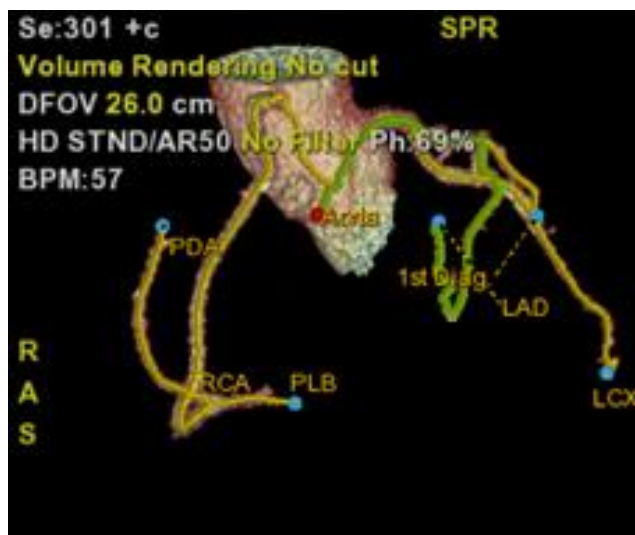 Se:301 +c
SPR
Volume Rendering No cut
DFOV 26.0 cm
HD STND/AR50 No Filter Ph:69%
BPM:57
Aorta
PDA
1st Diag.
LAD
R
A
S
RCA
PLB
LCX